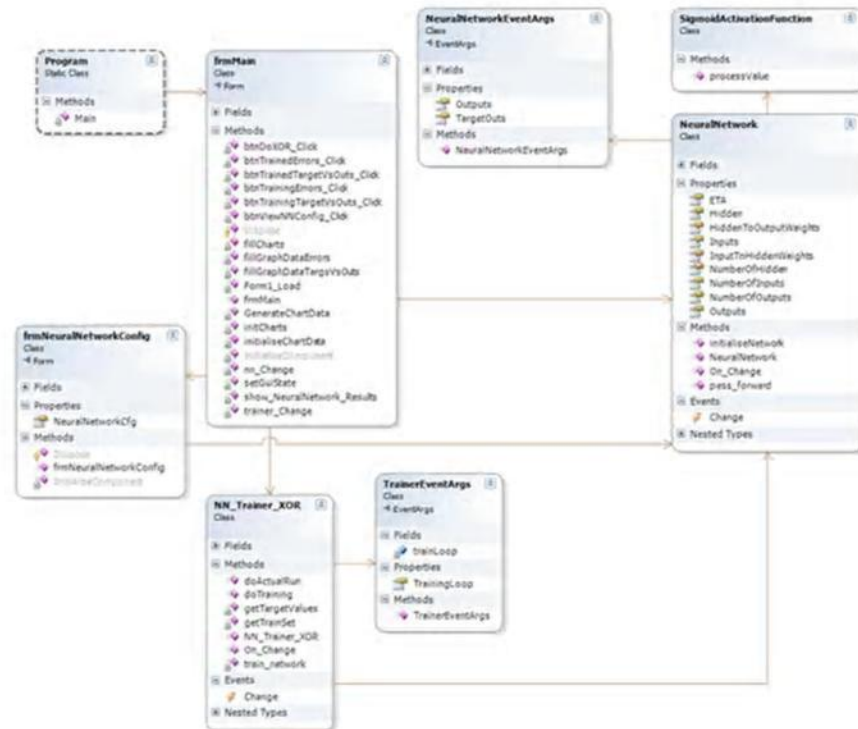 Program
Static Class
Methods
Main
frmMain
Class
Form
Fields
Methods
btnDoXOR_Click
btnTrainedErrors_Click
btnTrainedTargetVsOuts_Click
btnTrainingErrors_Click
btnTrainingTargetVsOuts_Click
btnViewNNConfig_Click
Dispose
fillCharts
fillGraphDataErrors
fillGraphDataTargsVsOuts
Form1_Load
frmMain
GenerateChartData
initCharts
initialiseChartData
InitializeComponent
nn_Change
setGuiState
show_NeuralNetwork_Results
trainer_Change
NeuralNetworkEventArgs
Class
EventArgs
Fields
Properties
Outputs
TargetOuts
Methods
NeuralNetworkEventArgs
SigmoidActivationFunction
Class
Methods
processValue
NeuralNetwork
Class
Fields
Properties
ETA
Hidden
HiddenToOutputWeights
Inputs
InputToHiddenWeights
NumberOfHidden
NumberOfInputs
NumberOfOutputs
Outputs
Methods
initialiseNetwork
NeuralNetwork
On_Change
pass_forward
Events
Change
Nested Types
frmNeuralNetworkConfig
Class
Form
Fields
Properties
NeuralNetworkCfg
Methods
Dispose
frmNeuralNetworkConfig
InitializeComponent
NN_Trainer_XOR
Class
Fields
Methods
doActualRun
doTraining
getTargetValues
getTrainSet
NN_Trainer_XOR
On_Change
train_network
Events
Change
Nested Types
TrainerEventArgs
Class
EventArgs
Fields
trainLoop
Properties
TrainingLoop
Methods
TrainerEventArgs